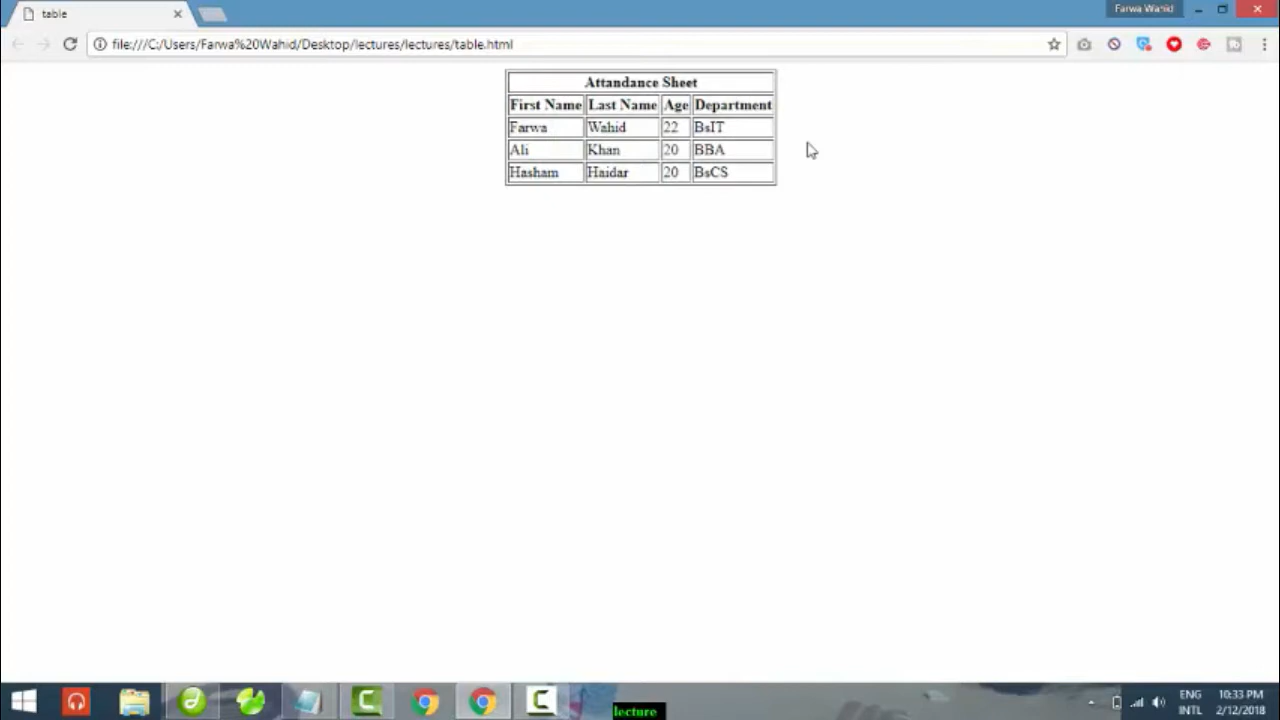 table
Farwa Wahid
file:///C:/Users/Farwa%20Wahid/Desktop/lectures/lectures/table.html
Attandance Sheet
First Name Last Name Age Department
Farwa Wahid 22 BsIT
Ali Khan 20 BBA
Hasham Haidar 20 BsCS
ENG 10:33 PM
INTL 2/12/2018
lecture